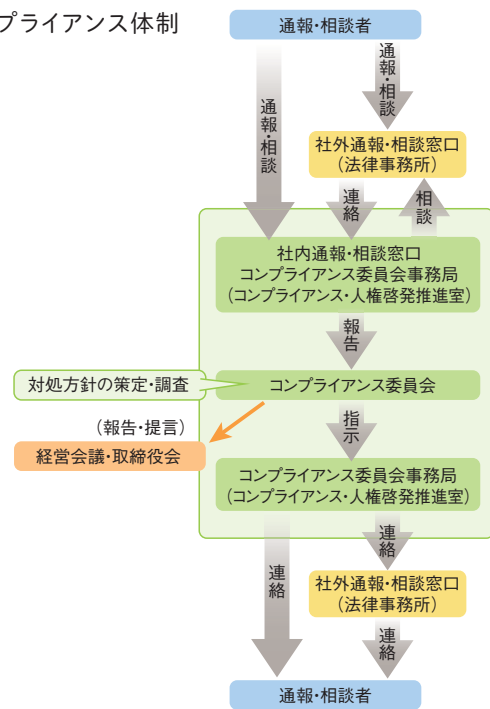 プライアンス体制
通報・相談者
通報・相談
通報・相談
社外通報・相談窓口
(法律事務所)
連絡
相談
社内通報・相談窓口
コンプライアンス委員会事務局
(コンプライアンス・人権啓発推進室)
報告
対処方針の策定・調査
コンプライアンス委員会
(報告・提言)
指示
経営会議・取締役会
コンプライアンス委員会事務局
(コンプライアンス・人権啓発推進室)
連絡
連絡
社外通報・相談窓口
(法律事務所)
連絡
通報・相談者